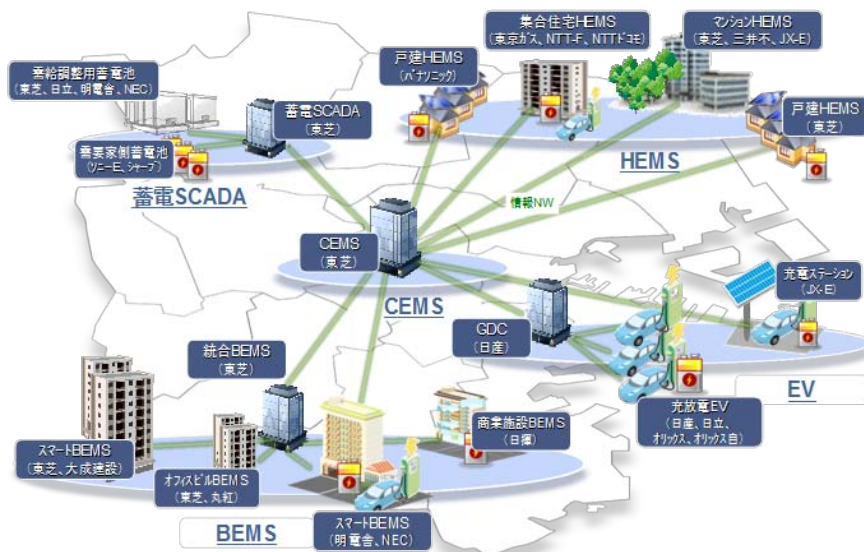 集合住宅HEMS
(東京ガス、NTT-F、NTTドコモ)
マンションHEMS
(東芝、三井不、JX-E)
戸建HEMS
(パナソニック)
需給調整用蓄電池
(東芝、日立、明電舎、NEC)
蓄電SCADA
(東芝)
戸建HEMS
(東芝)
需要家側蓄電池
(ソニーE、シャープ)
HEMS
蓄電SCADA
情報NW
CEMS
(東芝)
CEMS
充電ステーション
(JX-E)
GDC
(日産)
統合BEMS
(東芝)
EV
充放電EV
(日産、日立、
オリックス、オリックス自)
商業施設BEMS
(日揮)
スマートBEMS
(東芝、大成建設)
オフィスビルBEMS
(東芝、丸紅)
BEMS
スマートBEMS
(明電舎、NEC)